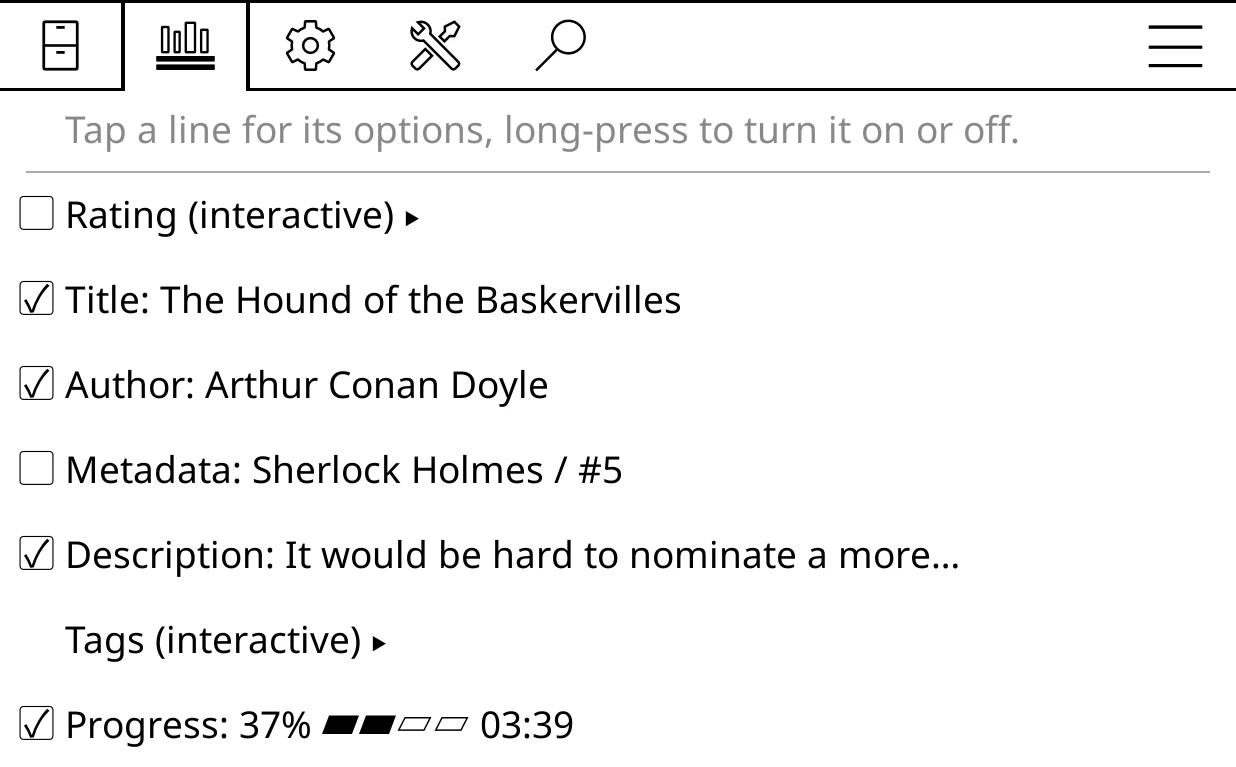 Tap a line for its options, long-press to turn it on or off.
Rating (interactive) ▸
Title: The Hound of the Baskervilles
Author: Arthur Conan Doyle
Metadata: Sherlock Holmes / #5
Description: It would be hard to nominate a more…
Tags (interactive) ▸
Progress: 37% ▰▰▱▱ 03:39